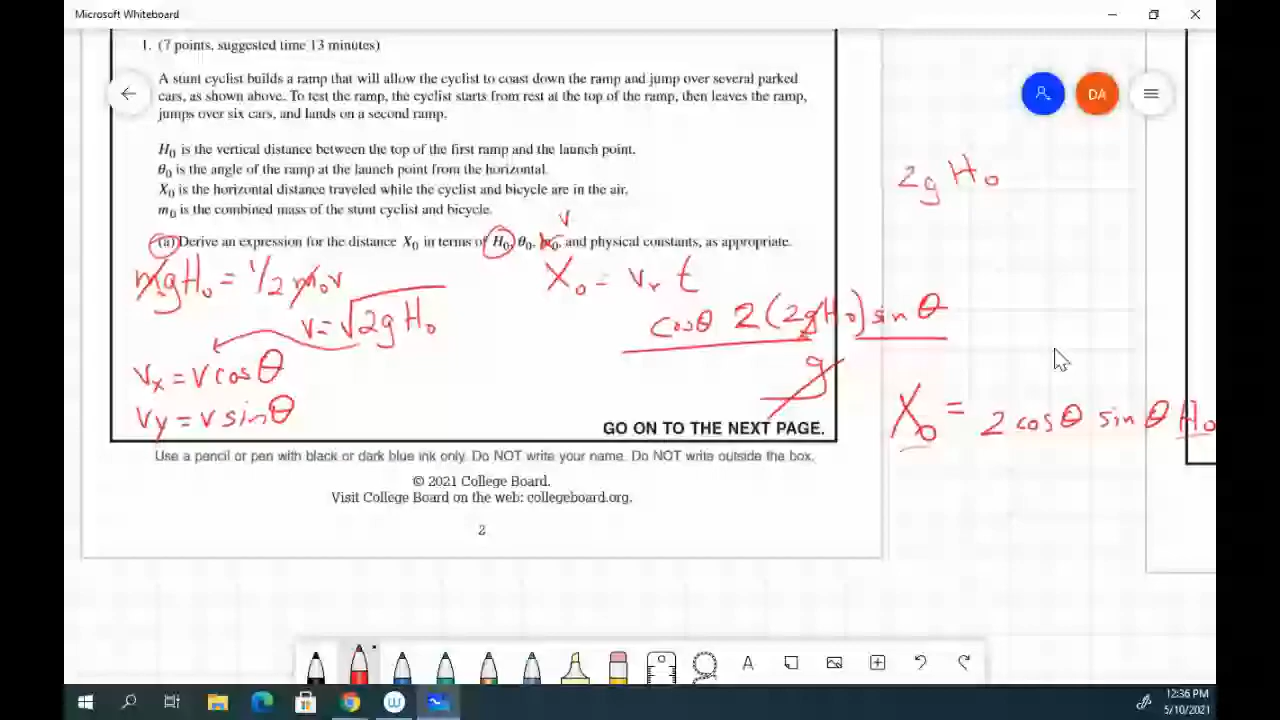 Microsoft Whiteboard
1. (7 points, suggested time 13 minutes)
A stunt cyclist builds a ramp that will allow the cyclist to coast down the ramp and jump over several parked
cars, as shown above. To test the ramp, the cyclist starts from rest at the top of the ramp, then leaves the ramp,
jumps over six cars, and lands on a second ramp.
H₀ is the vertical distance between the top of the first ramp and the launch point.
θ₀ is the angle of the ramp at the launch point from the horizontal.
X₀ is the horizontal distance traveled while the cyclist and bicycle are in the air.
m₀ is the combined mass of the stunt cyclist and bicycle.
v
(a) Derive an expression for the distance X₀ in terms of H₀, θ₀, m₀, and physical constants, as appropriate.
m₀gH₀ = 1/2 m₀v
v=√2gH₀
vₓ = v cosθ
vy = v sinθ
X₀ = vₓ t
cosθ 2(2gH₀) sinθ
g
GO ON TO THE NEXT PAGE.
2gH₀
X₀ = 2 cosθ sinθ H₀
DA
Use a pencil or pen with black or dark blue ink only. Do NOT write your name. Do NOT write outside the box.
© 2021 College Board.
Visit College Board on the web: collegeboard.org.
2
A
12:36 PM
5/10/2021